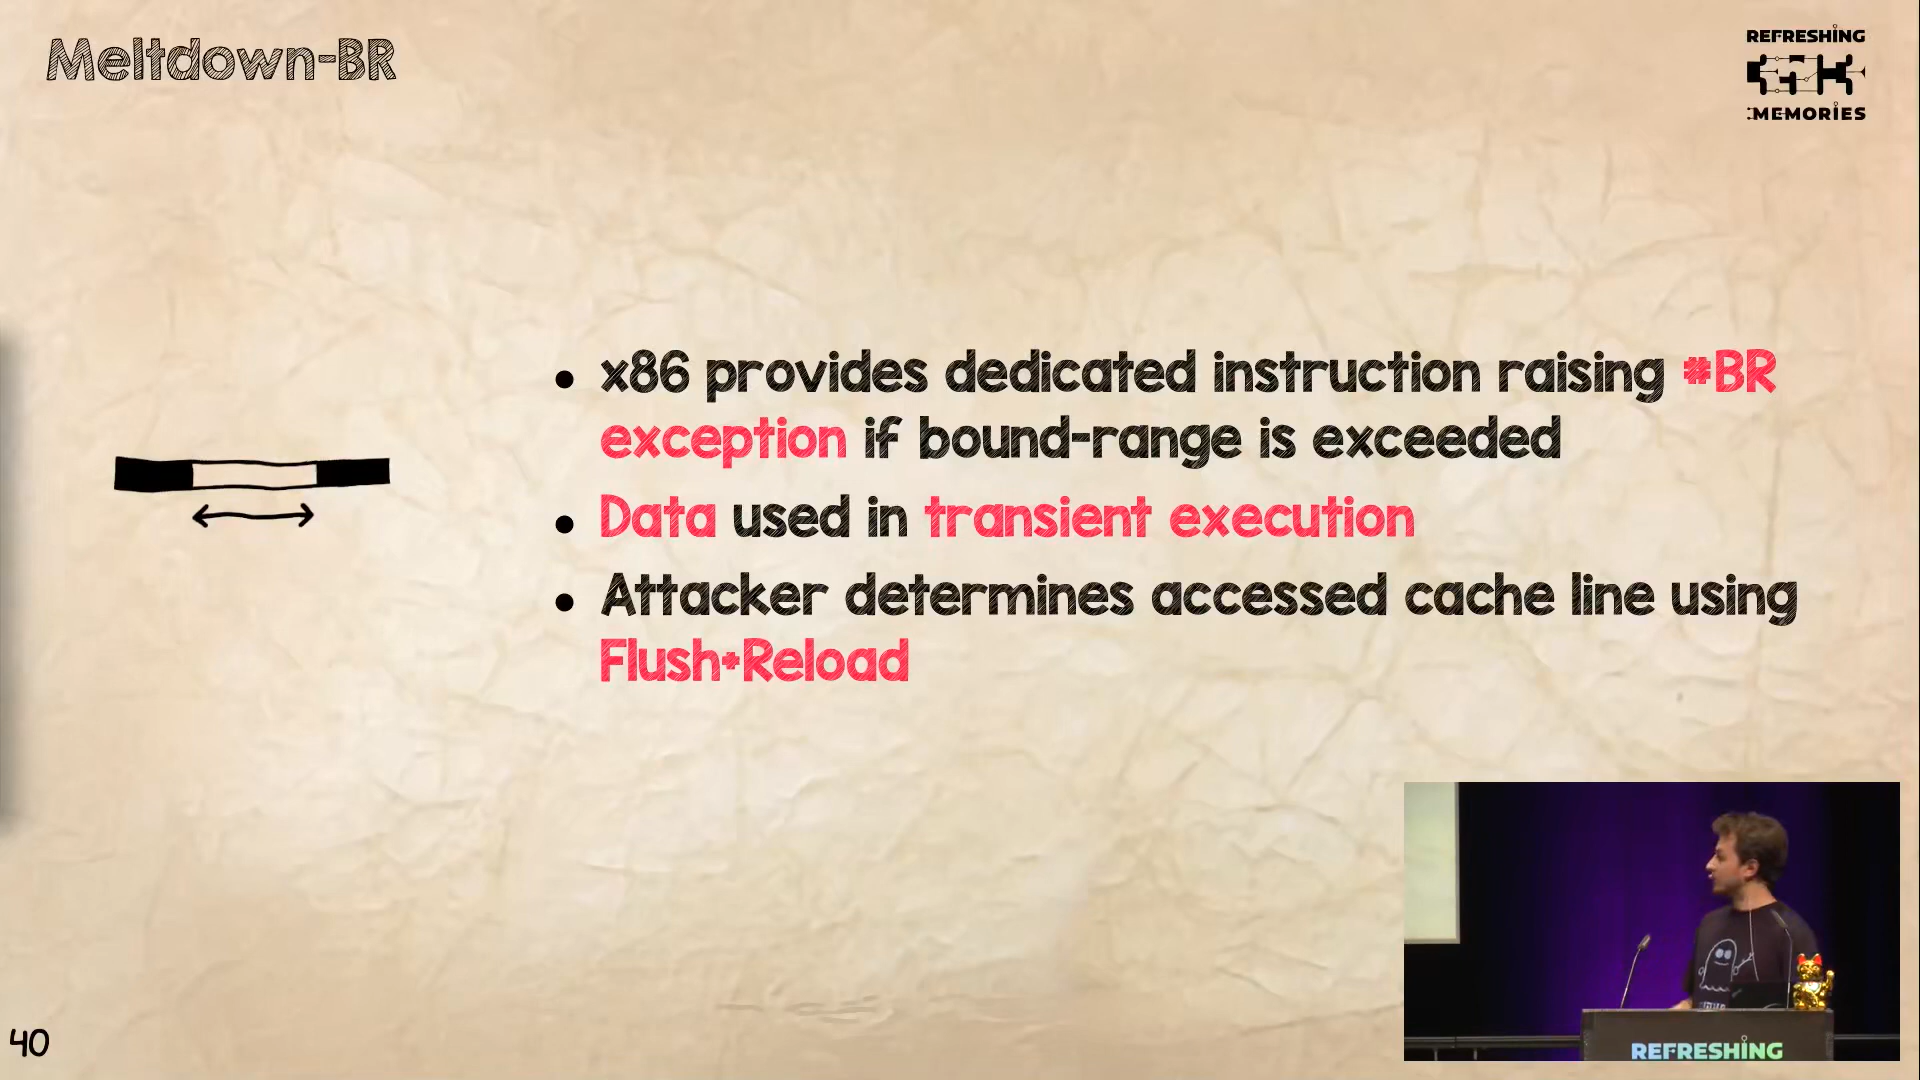 Meltdown-BR
REFRESHING
MEMORIES
• x86 provides dedicated instruction raising #BR
exception if bound-range is exceeded
• Data used in transient execution
• Attacker determines accessed cache line using
Flush+Reload
40
REFRESHING